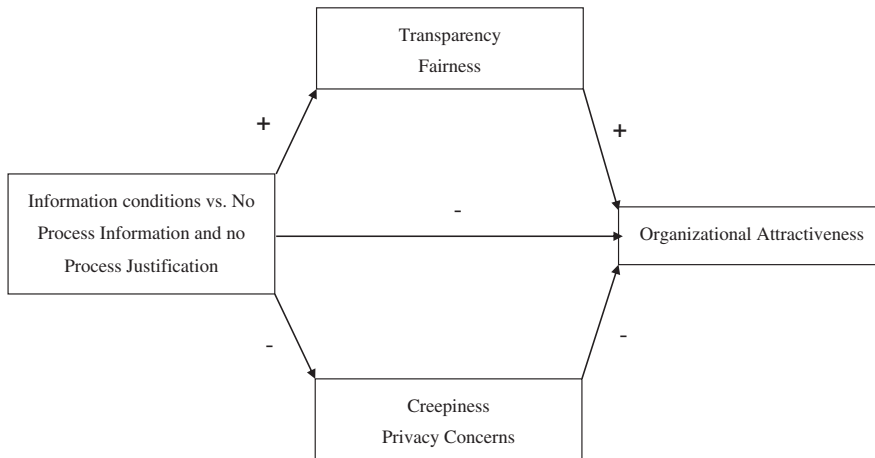 Transparency
Fairness
+
+
Information conditions vs. No
Process Information and no
Process Justification
-
Organizational Attractiveness
-
-
Creepiness
Privacy Concerns